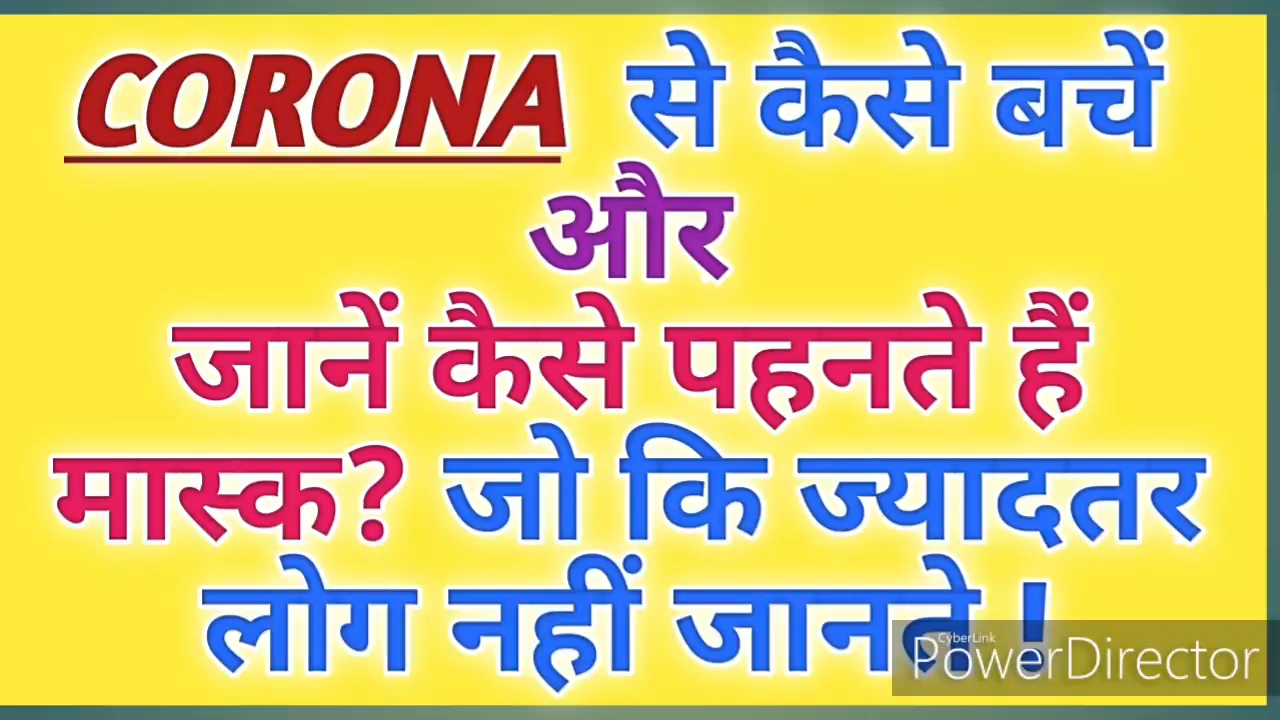 CORONA से कैसे बचें
और
जानें कैसे पहनते हैं
मास्क? जो कि ज्यादतर
लोग नहीं जानते !
CyberLink
PowerDirector